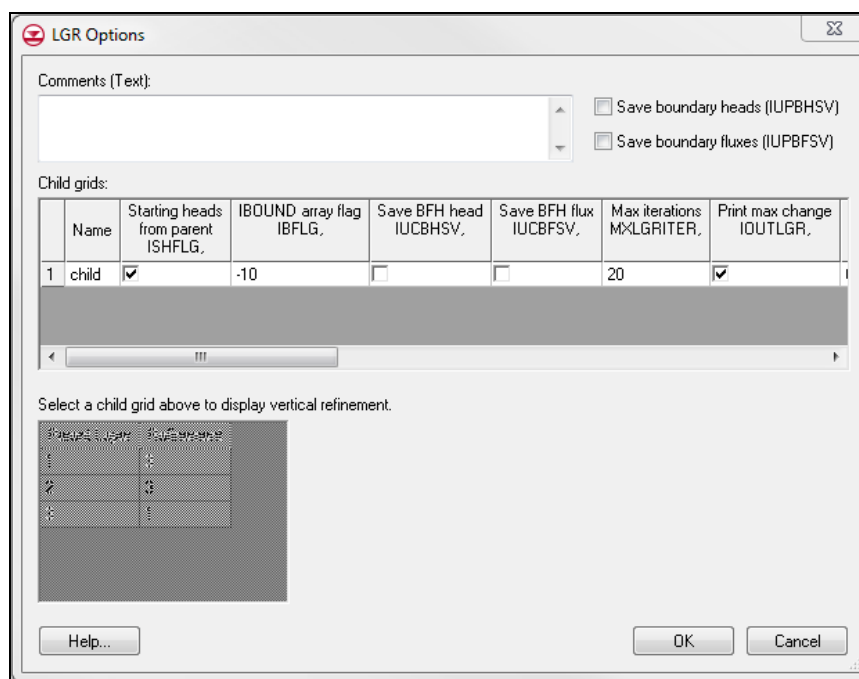 LGR Options
Comments (Text):
Save boundary heads (IUPBHSV)
Save boundary fluxes (IUPBFSV)
Child grids:
Name
Starting heads
from parent
ISHFLG,
IBOUND array flag
IBFLG,
Save BFH head
IUCBHSV,
Save BFH flux
IUCBFSV,
Max iterations
MXLGRITER,
Print max change
IOUTLGR,
1 child -10 20
Select a child grid above to display vertical refinement.
2 3
Help...
OK
Cancel